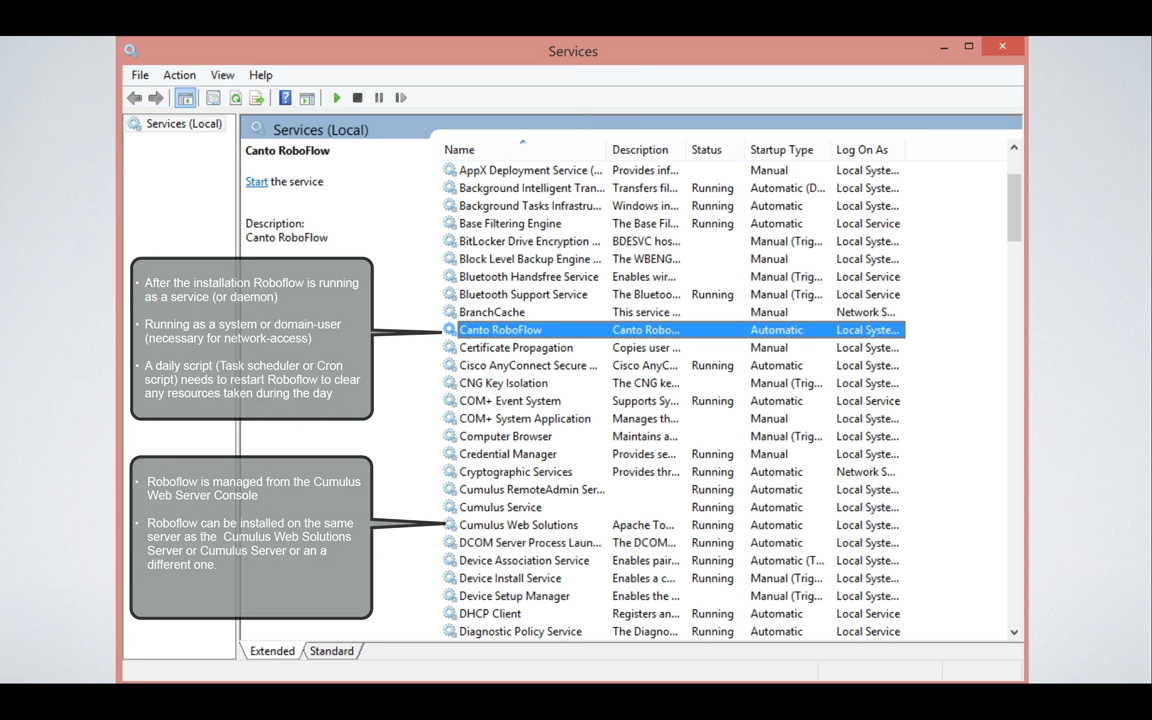 Services
File Action View Help
Services (Local)
Services (Local)
Canto RoboFlow
Start the service
Description:
Canto RoboFlow
• After the installation Roboflow is running
as a service (or daemon)
• Running as a system or domain-user
(necessary for network-access)
• A daily script (Task scheduler or Cron
script) needs to restart Roboflow to clear
any resources taken during the day
• Roboflow is managed from the Cumulus
Web Server Console
• Roboflow can be installed on the same
server as the Cumulus Web Solutions
Server or Cumulus Server or an a
different one.
Name Description Status Startup Type Log On As
AppX Deployment Service (... Provides inf... Manual Local Syste...
Background Intelligent Tran... Transfers fil... Running Automatic (D... Local Syste...
Background Tasks Infrastru... Windows in... Running Automatic Local Syste...
Base Filtering Engine The Base Fil... Running Automatic Local Service
BitLocker Drive Encryption ... BDESVC hos... Manual (Trig... Local Syste...
Block Level Backup Engine ... The WBENG... Manual Local Syste...
Bluetooth Handsfree Service Enables wir... Manual (Trig... Local Service
Bluetooth Support Service The Bluetoo... Running Manual (Trig... Local Service
BranchCache This service ... Manual Network S...
Canto RoboFlow Canto Robo... Automatic Local Syste...
Certificate Propagation Copies user ... Manual Local Syste...
Cisco AnyConnect Secure ... Cisco AnyC... Running Automatic Local Syste...
CNG Key Isolation The CNG ke... Manual (Trig... Local Syste...
COM+ Event System Supports Sy... Running Automatic Local Service
COM+ System Application Manages th... Manual Local Syste...
Computer Browser Maintains a... Manual (Trig... Local Syste...
Credential Manager Provides se... Running Manual Local Syste...
Cryptographic Services Provides thr... Running Automatic Network S...
Cumulus RemoteAdmin Ser... Running Automatic Local Syste...
Cumulus Service Running Automatic Local Syste...
Cumulus Web Solutions Apache To... Running Automatic Local Syste...
DCOM Server Process Laun... The DCOM... Running Automatic Local Syste...
Device Association Service Enables pair... Running Automatic (T... Local Syste...
Device Install Service Enables a c... Running Manual (Trig... Local Syste...
Device Setup Manager Enables the ... Manual (Trig... Local Syste...
DHCP Client Registers an... Running Automatic Local Service
Diagnostic Policy Service The Diagno... Running Automatic Local Service
Extended Standard